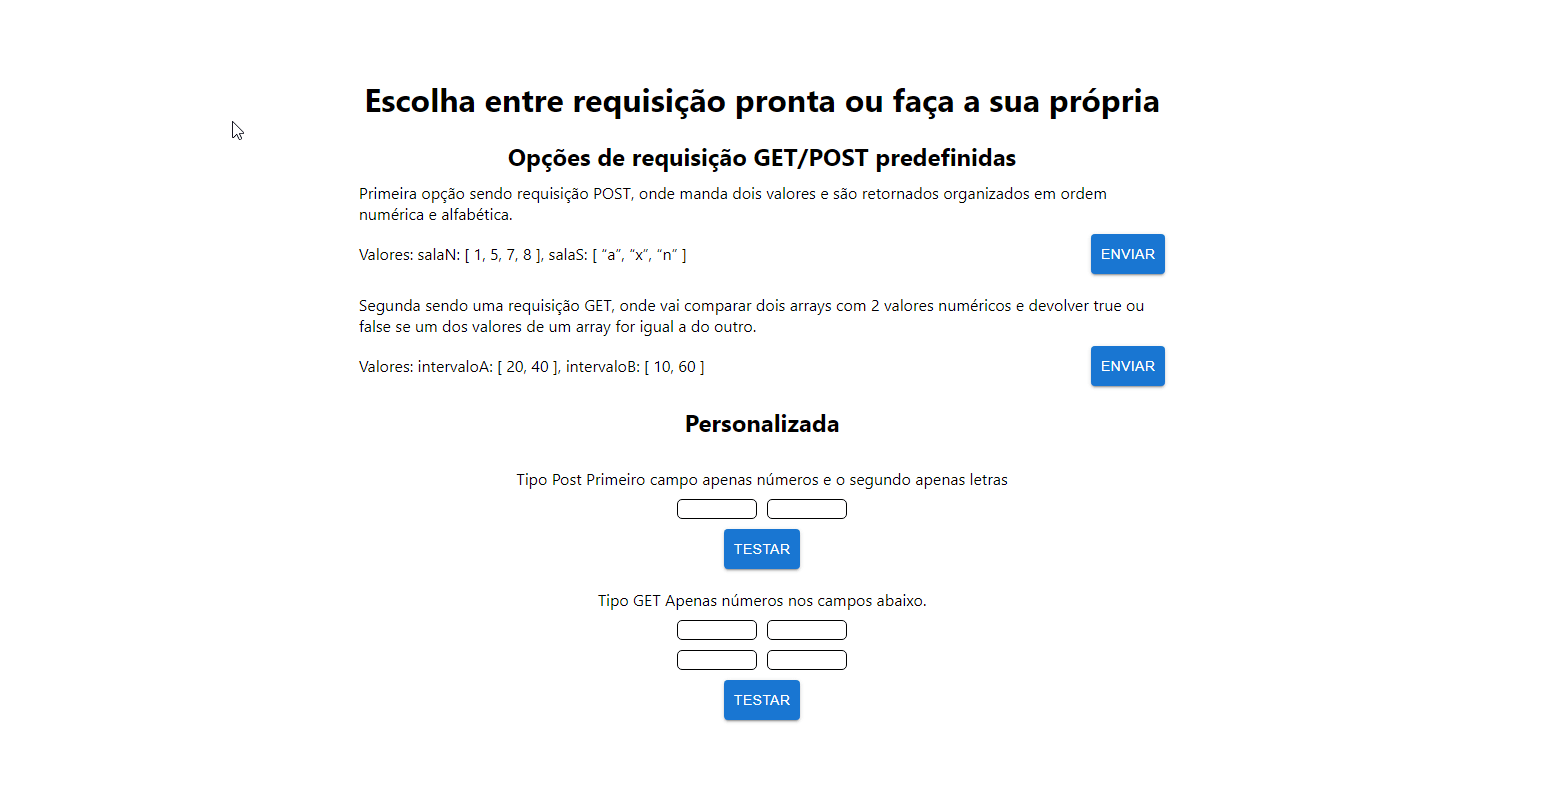 Escolha entre requisição pronta ou faça a sua própria
Opções de requisição GET/POST predefinidas
Primeira opção sendo requisição POST, onde manda dois valores e são retornados organizados em ordem
numérica e alfabética.
Valores: salaN: [ 1, 5, 7, 8 ], salaS: [ “a”, “x”, “n” ]
ENVIAR
Segunda sendo uma requisição GET, onde vai comparar dois arrays com 2 valores numéricos e devolver true ou
false se um dos valores de um array for igual a do outro.
Valores: intervaloA: [ 20, 40 ], intervaloB: [ 10, 60 ]
ENVIAR
Personalizada
Tipo Post Primeiro campo apenas números e o segundo apenas letras
TESTAR
Tipo GET Apenas números nos campos abaixo.
TESTAR